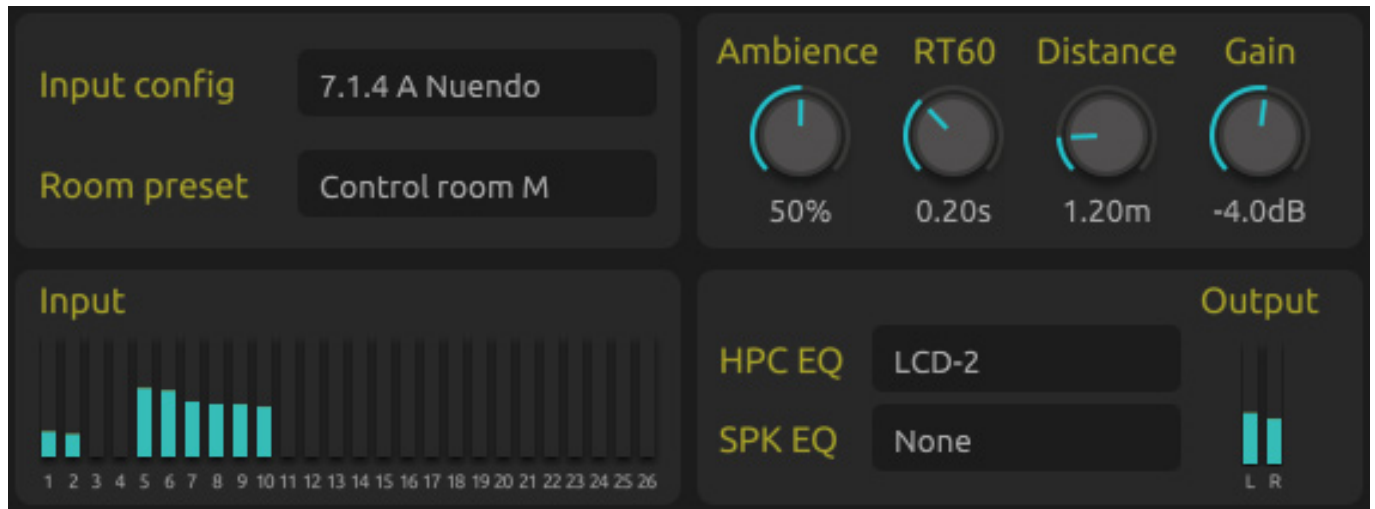 Input config
7.1.4 A Nuendo
Room preset
Control room M
Ambience RT60 Distance Gain
50% 0.20s 1.20m -4.0dB
Input
1 2 3 4 5 6 7 8 9 10 11 12 13 14 15 16 17 18 19 20 21 22 23 24 25 26
Output
HPC EQ
LCD-2
SPK EQ
None
L R